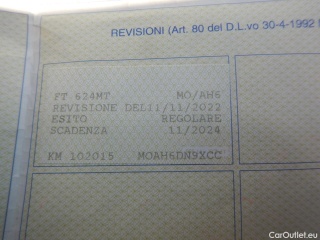 REVISIONI (Art. 80 del D.L.vo 30-4-1992
FT 624MT MO/AH6
REVISIONE DEL11/11/2022
ESITO REGOLARE
SCADENZA 11/2024
KM 102015 MOAH6DN9XCC
CarOutlet.eu